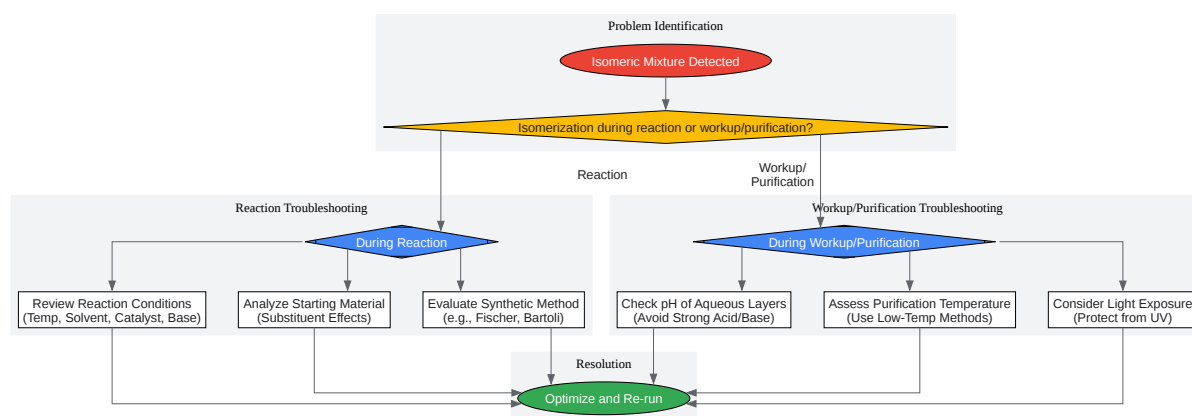 Problem Identification
Isomeric Mixture Detected
Isomerization during reaction or workup/purification?
Reaction
Workup/
Purification
Reaction Troubleshooting
During Reaction
Review Reaction Conditions
(Temp, Solvent, Catalyst, Base)
Analyze Starting Material
(Substituent Effects)
Evaluate Synthetic Method
(e.g., Fischer, Bartoli)
Workup/Purification Troubleshooting
During Workup/Purification
Check pH of Aqueous Layers
(Avoid Strong Acid/Base)
Assess Purification Temperature
(Use Low-Temp Methods)
Consider Light Exposure
(Protect from UV)
Resolution
Optimize and Re-run